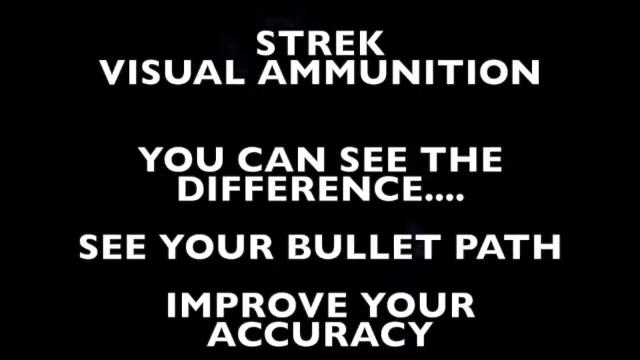 STREK
VISUAL AMMUNITION
YOU CAN SEE THE
DIFFERENCE....
SEE YOUR BULLET PATH
IMPROVE YOUR
ACCURACY